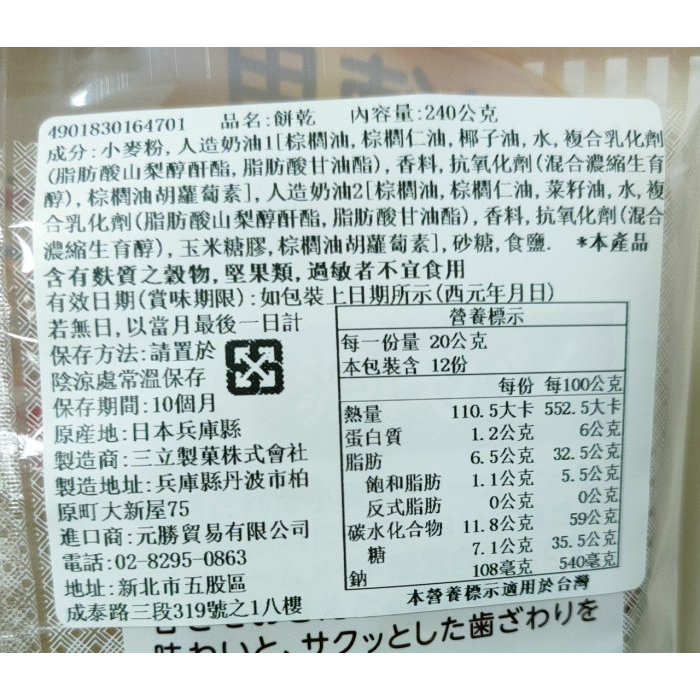 4901830164701 品名:餅乾 內容量:240公克
成分:小麥粉,人造奶油1[棕櫚油,棕櫚仁油,椰子油,水,複合乳化劑
(脂肪酸山梨醇酐酯,脂肪酸甘油酯),香料,抗氧化劑(混合濃縮生育
醇),棕櫚油胡蘿蔔素],人造奶油2[棕櫚油,棕櫚仁油,菜籽油,水,複
合乳化劑(脂肪酸山梨醇酐酯,脂肪酸甘油酯),香料,抗氧化劑(混合
濃縮生育醇),玉米糖膠,棕櫚油胡蘿蔔素],砂糖,食鹽. *本產品
含有麩質之穀物,堅果類,過敏者不宜食用
有效日期(賞味期限):如包裝上日期所示(西元年月日)
若無日,以當月最後一日計
保存方法:請置於
陰涼處常溫保存
保存期間:10個月
原產地:日本兵庫縣
製造商:三立製菓株式會社
製造地址:兵庫縣丹波市柏
原町大新屋75
進口商:元勝貿易有限公司
電話:02-8295-0863
地址:新北市五股區
成泰路三段319號之1八樓
營養標示
每一份量 20公克
本包裝含 12份
每份 每100公克
熱量 110.5大卡 552.5大卡
蛋白質 1.2公克 6公克
脂肪 6.5公克 32.5公克
飽和脂肪 1.1公克 5.5公克
反式脂肪 0公克 0公克
碳水化合物 11.8公克 59公克
糖 7.1公克 35.5公克
鈉 108毫克 540毫克
本營養標示適用於台灣
味わいと、サクッとした歯ざわりを